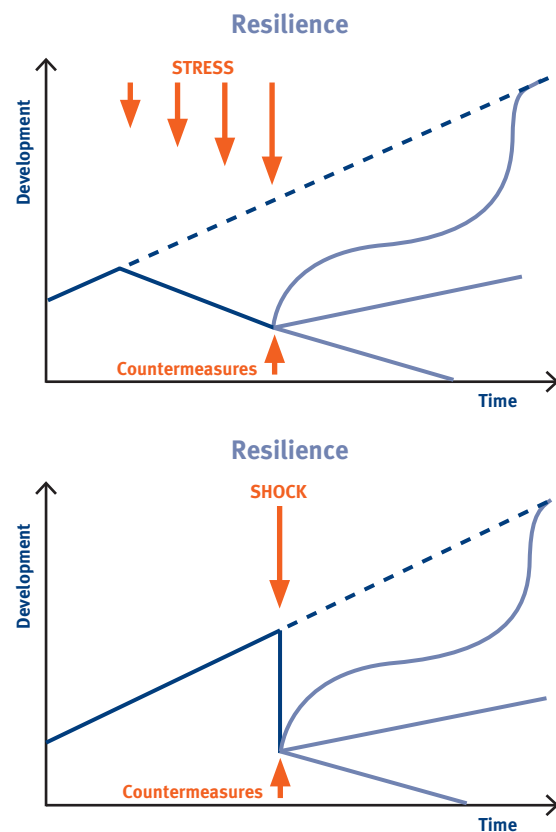 Resilience
STRESS
Development
Countermeasures
Time
Resilience
SHOCK
Development
Countermeasures
Time